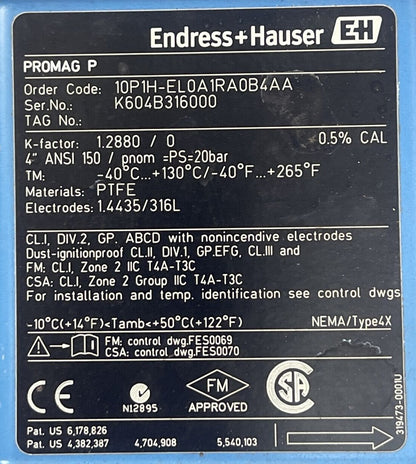 Endress+Hauser EH
PROMAG P
Order Code: 10P1H-EL0A1RA0B4AA
Ser.No.: K604B316000
TAG No.:
K-factor: 1.2880 / 0 0.5% CAL
4" ANSI 150 / pnom =PS=20bar
TM: -40°C...+130°C/-40°F...+265°F
Materials: PTFE
Electrodes: 1.4435/316L
CL.I, DIV.2, GP. ABCD with nonincendive electrodes
Dust-ignitionproof CL.II, DIV.1, GP.EFG, CL.III and
FM: CL.I, Zone 2 IIC T4A-T3C
CSA: CL.I, Zone 2 Group IIC T4A-T3C
For installation and temp. identification see control dwgs
-10°C(+14°F)<Tamb<+50°C(+122°F) NEMA/Type4X
FM: control dwg.FES0069
CSA: control dwg.FES0070
CE N12895 FM APPROVED CSA
319473-0001U
Pat. US 6,178,826
Pat. US 4,382,387 4,704,908 5,540,103